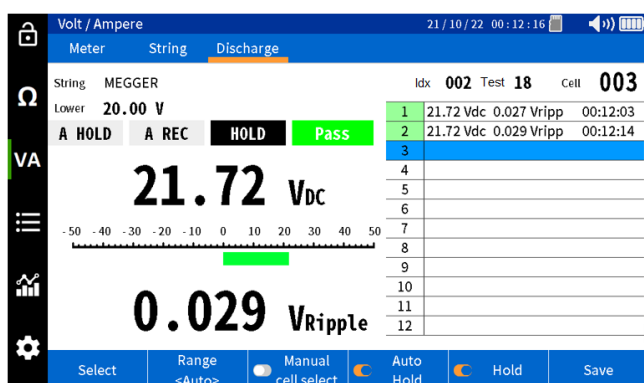 Volt / Ampere 21/10/22 00:12:16
Meter String Discharge
String MEGGER Idx 002 Test 18 Cell 003
Lower 20.00 V
A HOLD A REC HOLD Pass
Ω
VA
21.72 VDC
-50 -40 -30 -20 -10 0 10 20 30 40 50
0.029 VRipple
1 21.72 Vdc 0.027 Vripp 00:12:03
2 21.72 Vdc 0.029 Vripp 00:12:14
3
4
5
6
7
8
9
10
11
12
Select
Range <Auto>
Manual cell select
Auto Hold
Hold
Save